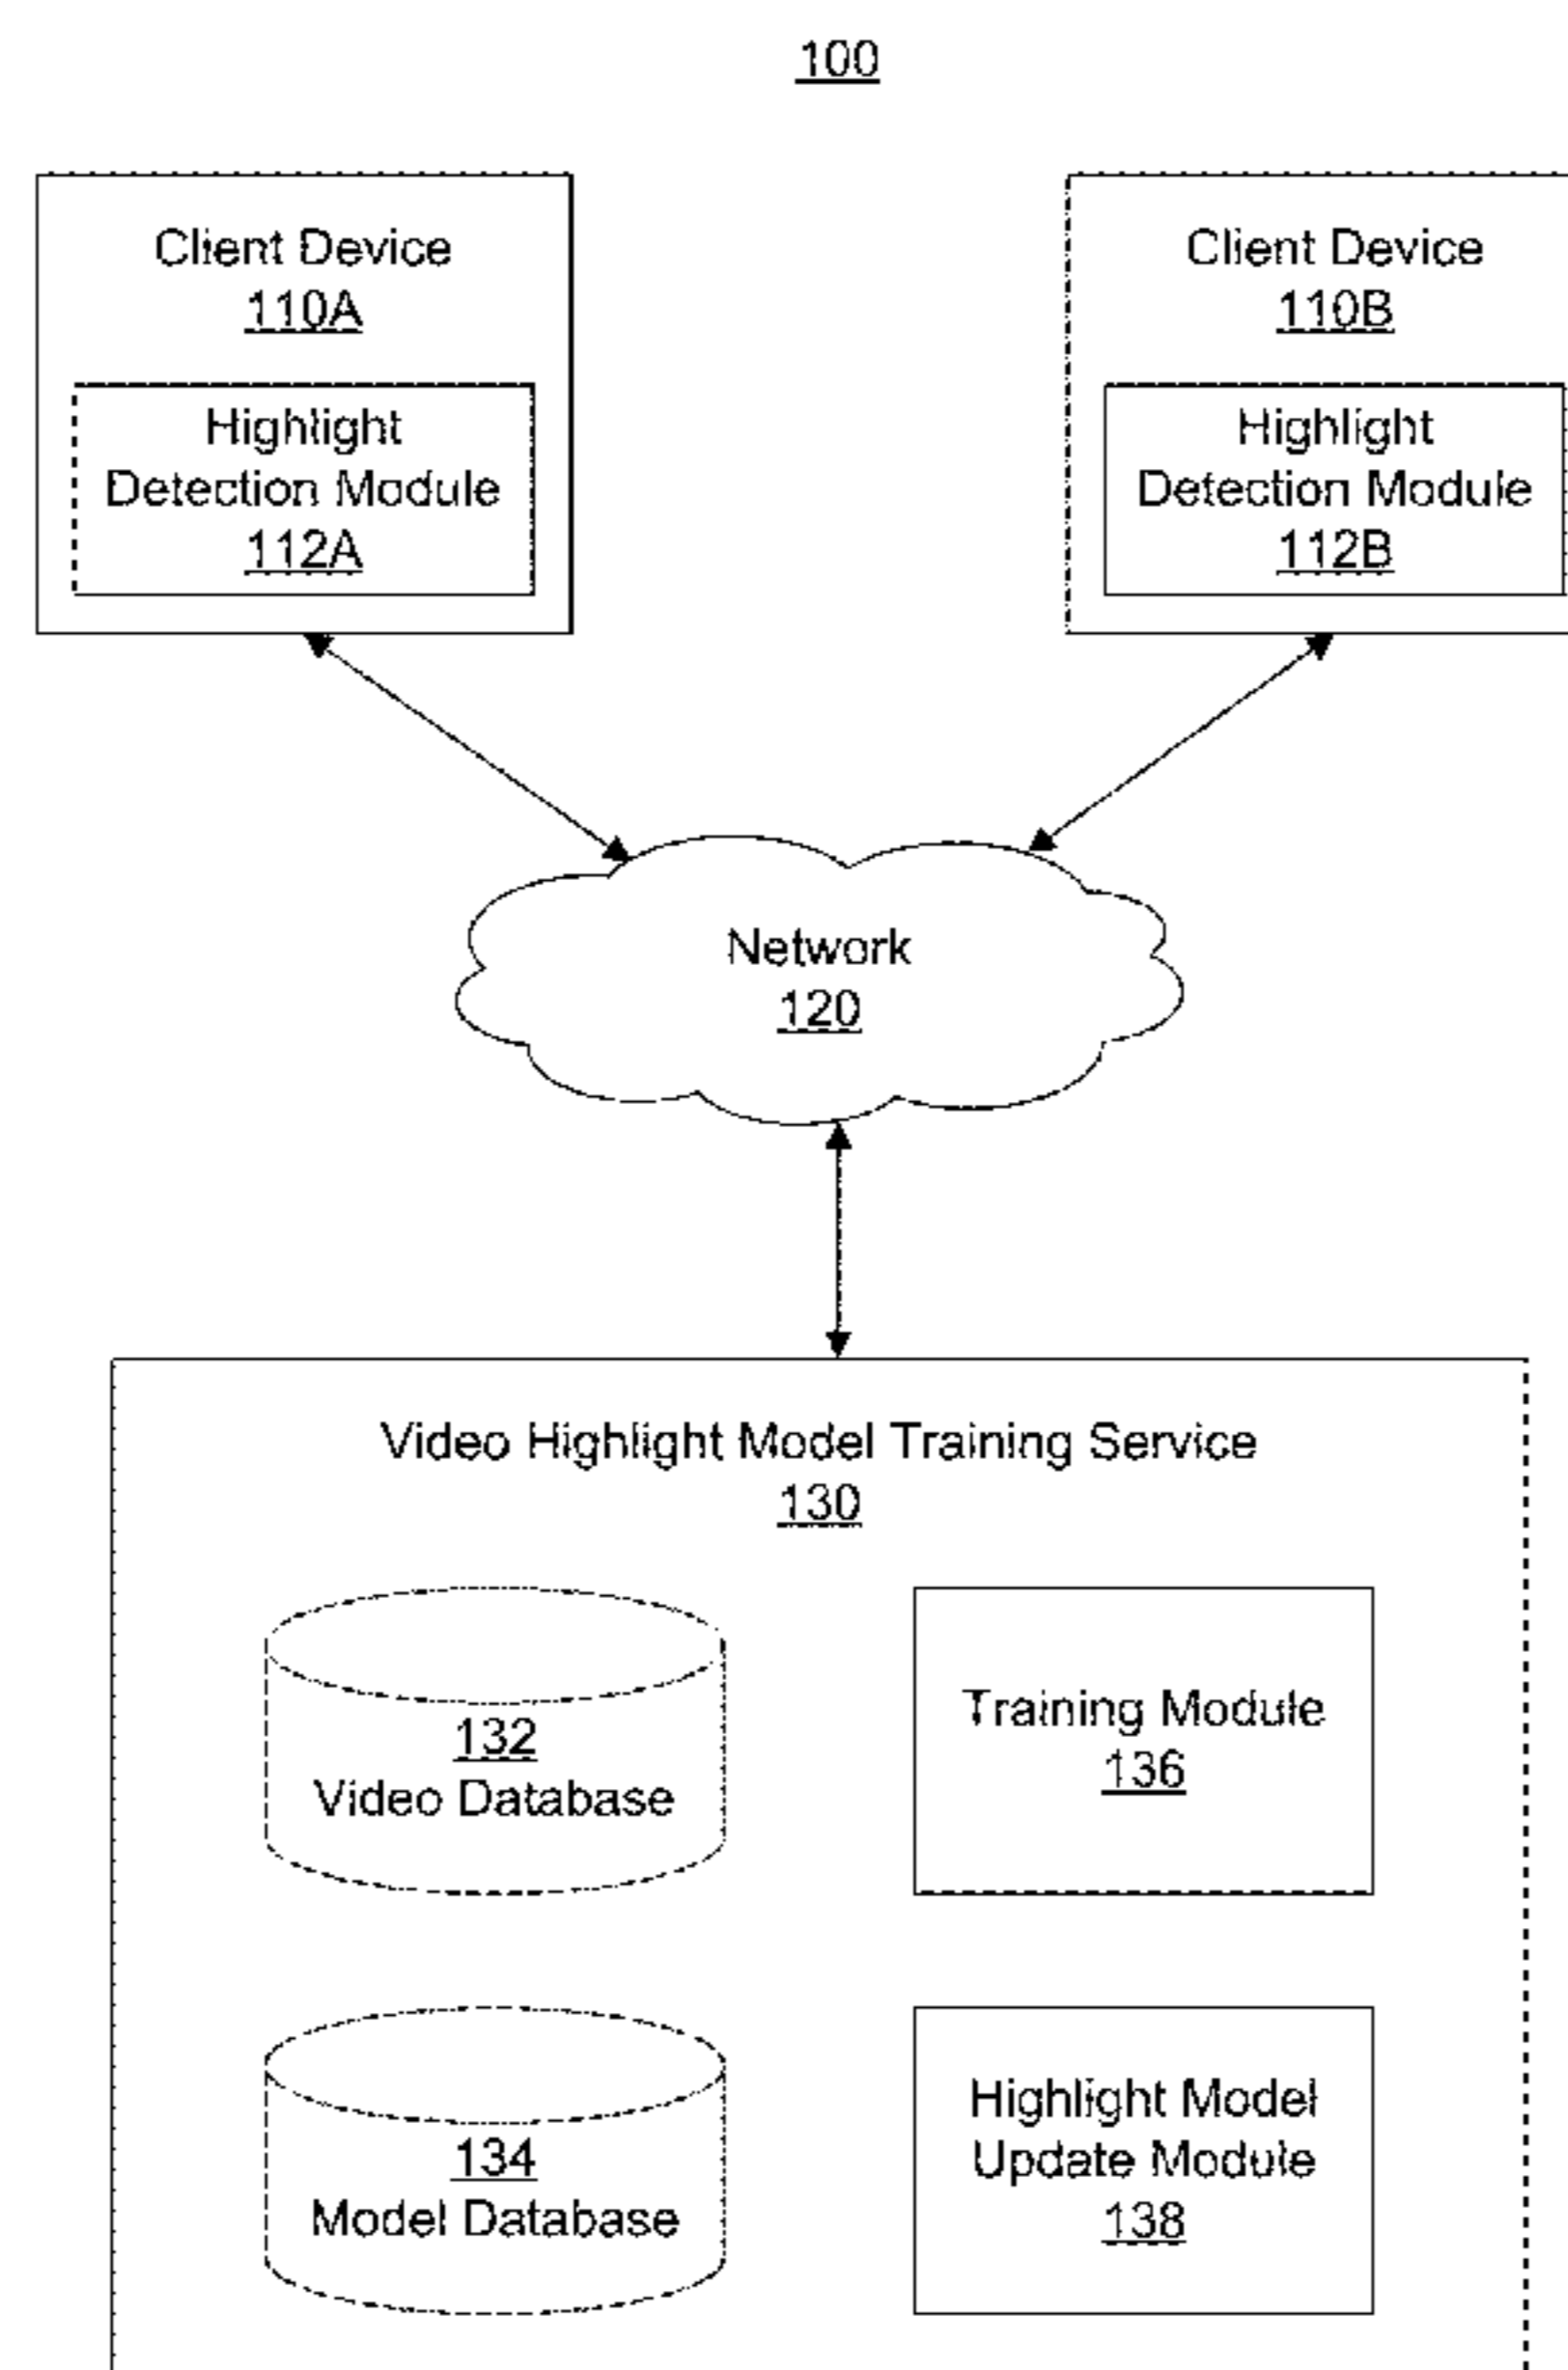 100
Client Device
110A
Highlight
Detection Module
112A
Client Device
110B
Highlight
Detection Module
112B
Network
120
Video Highlight Model Training Service
130
132
Video Database
Training Module
136
134
Model Database
Highlight Model
Update Module
138